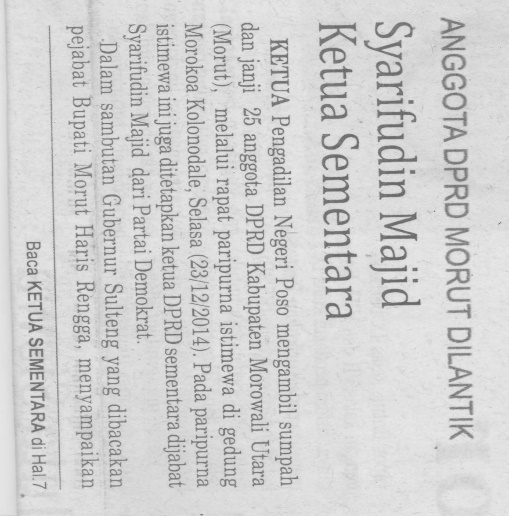 ANGGOTA DPRD MORUT DILANTIK
Syarifudin Majid
Ketua Sementara
KETUA Pengadilan Negeri Poso mengambil sumpah
dan janji 25 anggota DPRD Kabupaten Morowali Utara
(Morut), melalui rapat paripurna istimewa di gedung
Morokoa Kolonodale, Selasa (23/12/2014). Pada paripurna
istimewa ini juga ditetapkan ketua DPRD sementara dijabat
Syarifudin Majid dari Partai Demokrat.
.Dalam sambutan Gubernur Sulteng yang dibacakan
pejabat Bupati Morut Haris Rengga, menyampaikan
Baca KETUA SEMENTARA di Hal.7